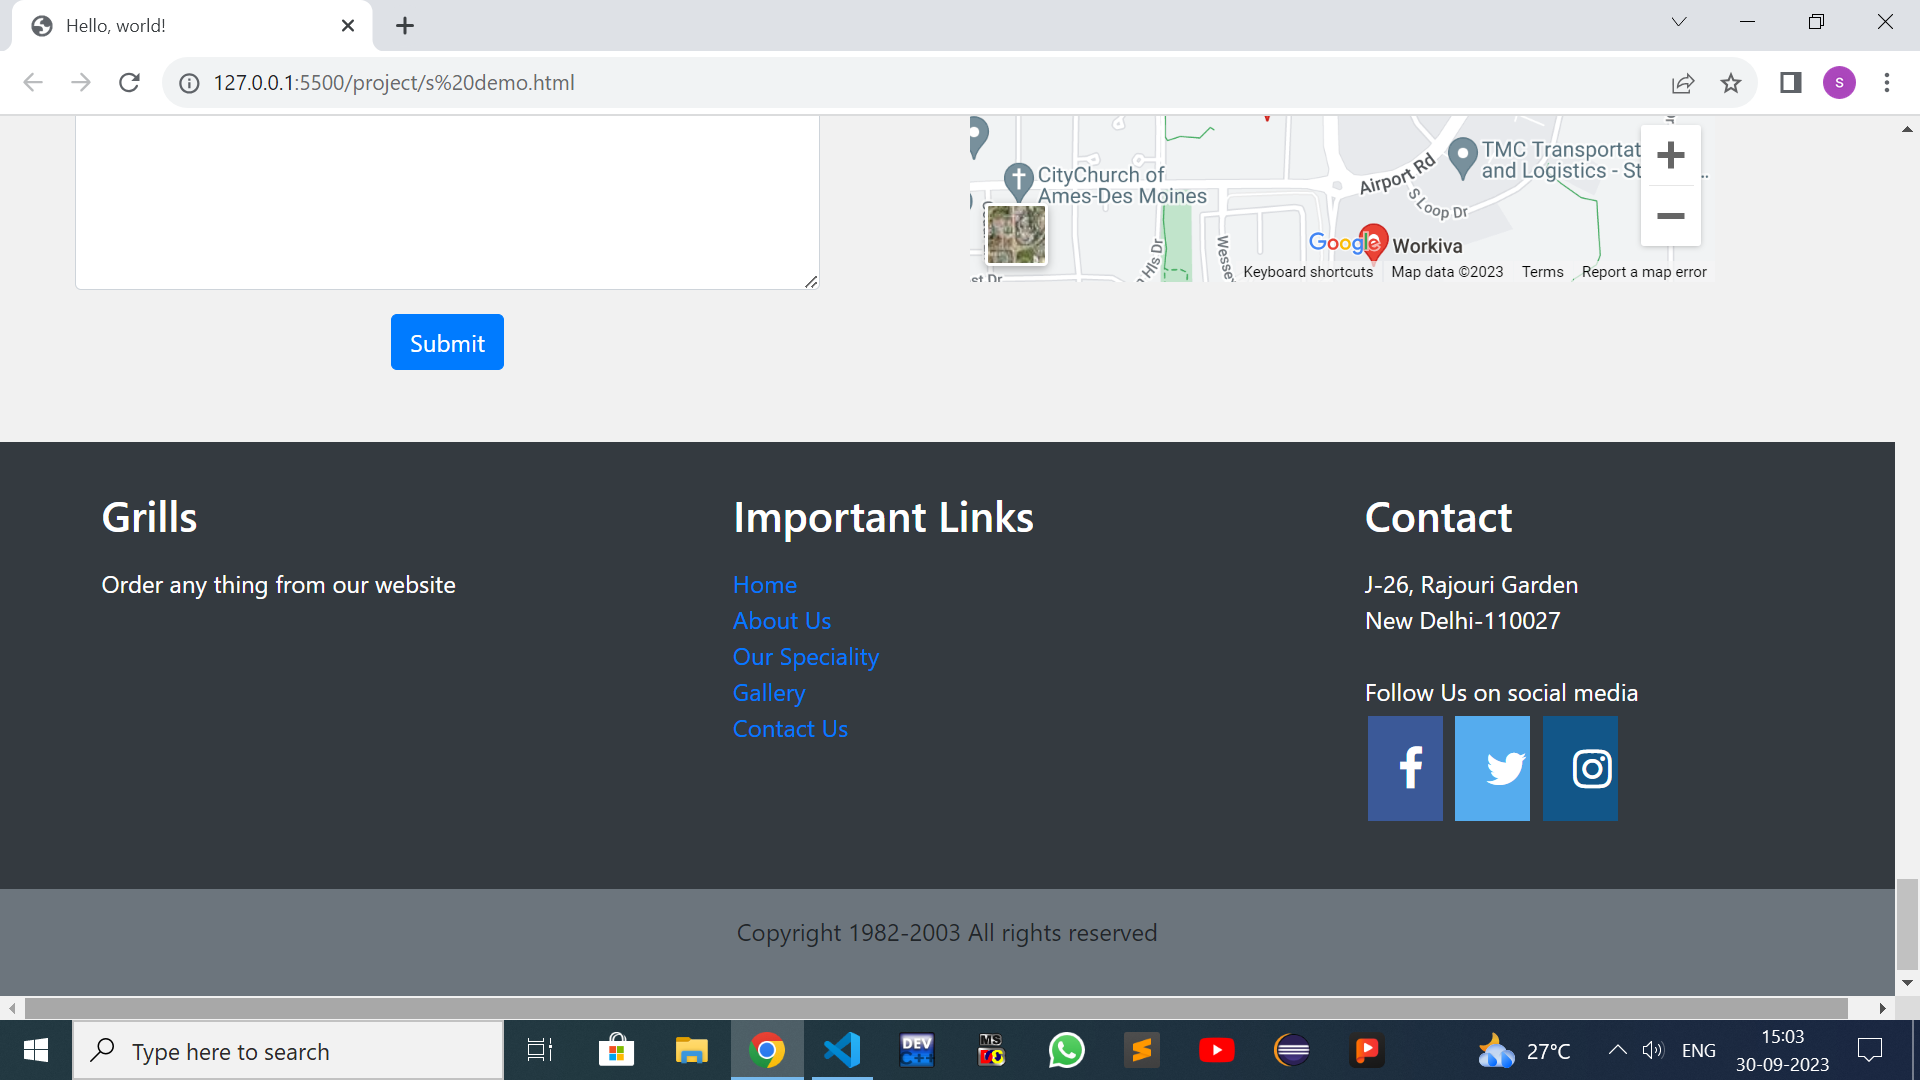 Hello, world!
127.0.0.1:5500/project/s%20demo.html
S
CityChurch of
Ames-Des Moines
Airport Rd
S Loop Dr
TMC Transportat
and Logistics - St...
Google
Workiva
Keyboard shortcuts
Map data ©2023
Terms
Report a map error
Submit
Grills
Order any thing from our website
Important Links
Home
About Us
Our Speciality
Gallery
Contact Us
Contact
J-26, Rajouri Garden
New Delhi-110027
Follow Us on social media
Copyright 1982-2003 All rights reserved
Type here to search
DEV
C++
MS
27°C
ENG
15:03
30-09-2023